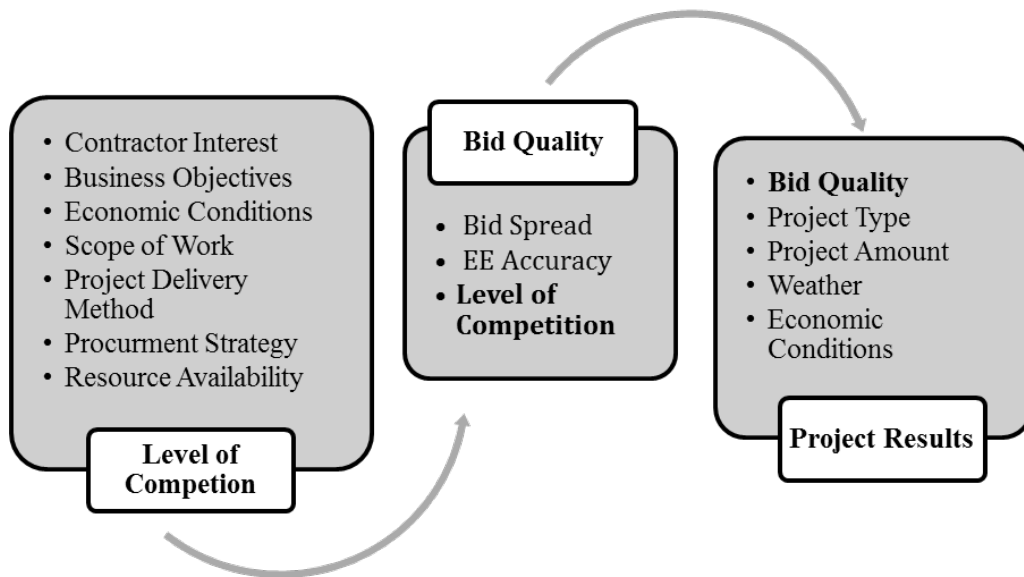 • Contractor Interest
• Business Objectives
• Economic Conditions
• Scope of Work
• Project Delivery
Method
• Procurment Strategy
• Resource Availability
Level of
Competion
Bid Quality
• Bid Spread
• EE Accuracy
• Level of
Competition
• Bid Quality
• Project Type
• Project Amount
• Weather
• Economic
Conditions
Project Results